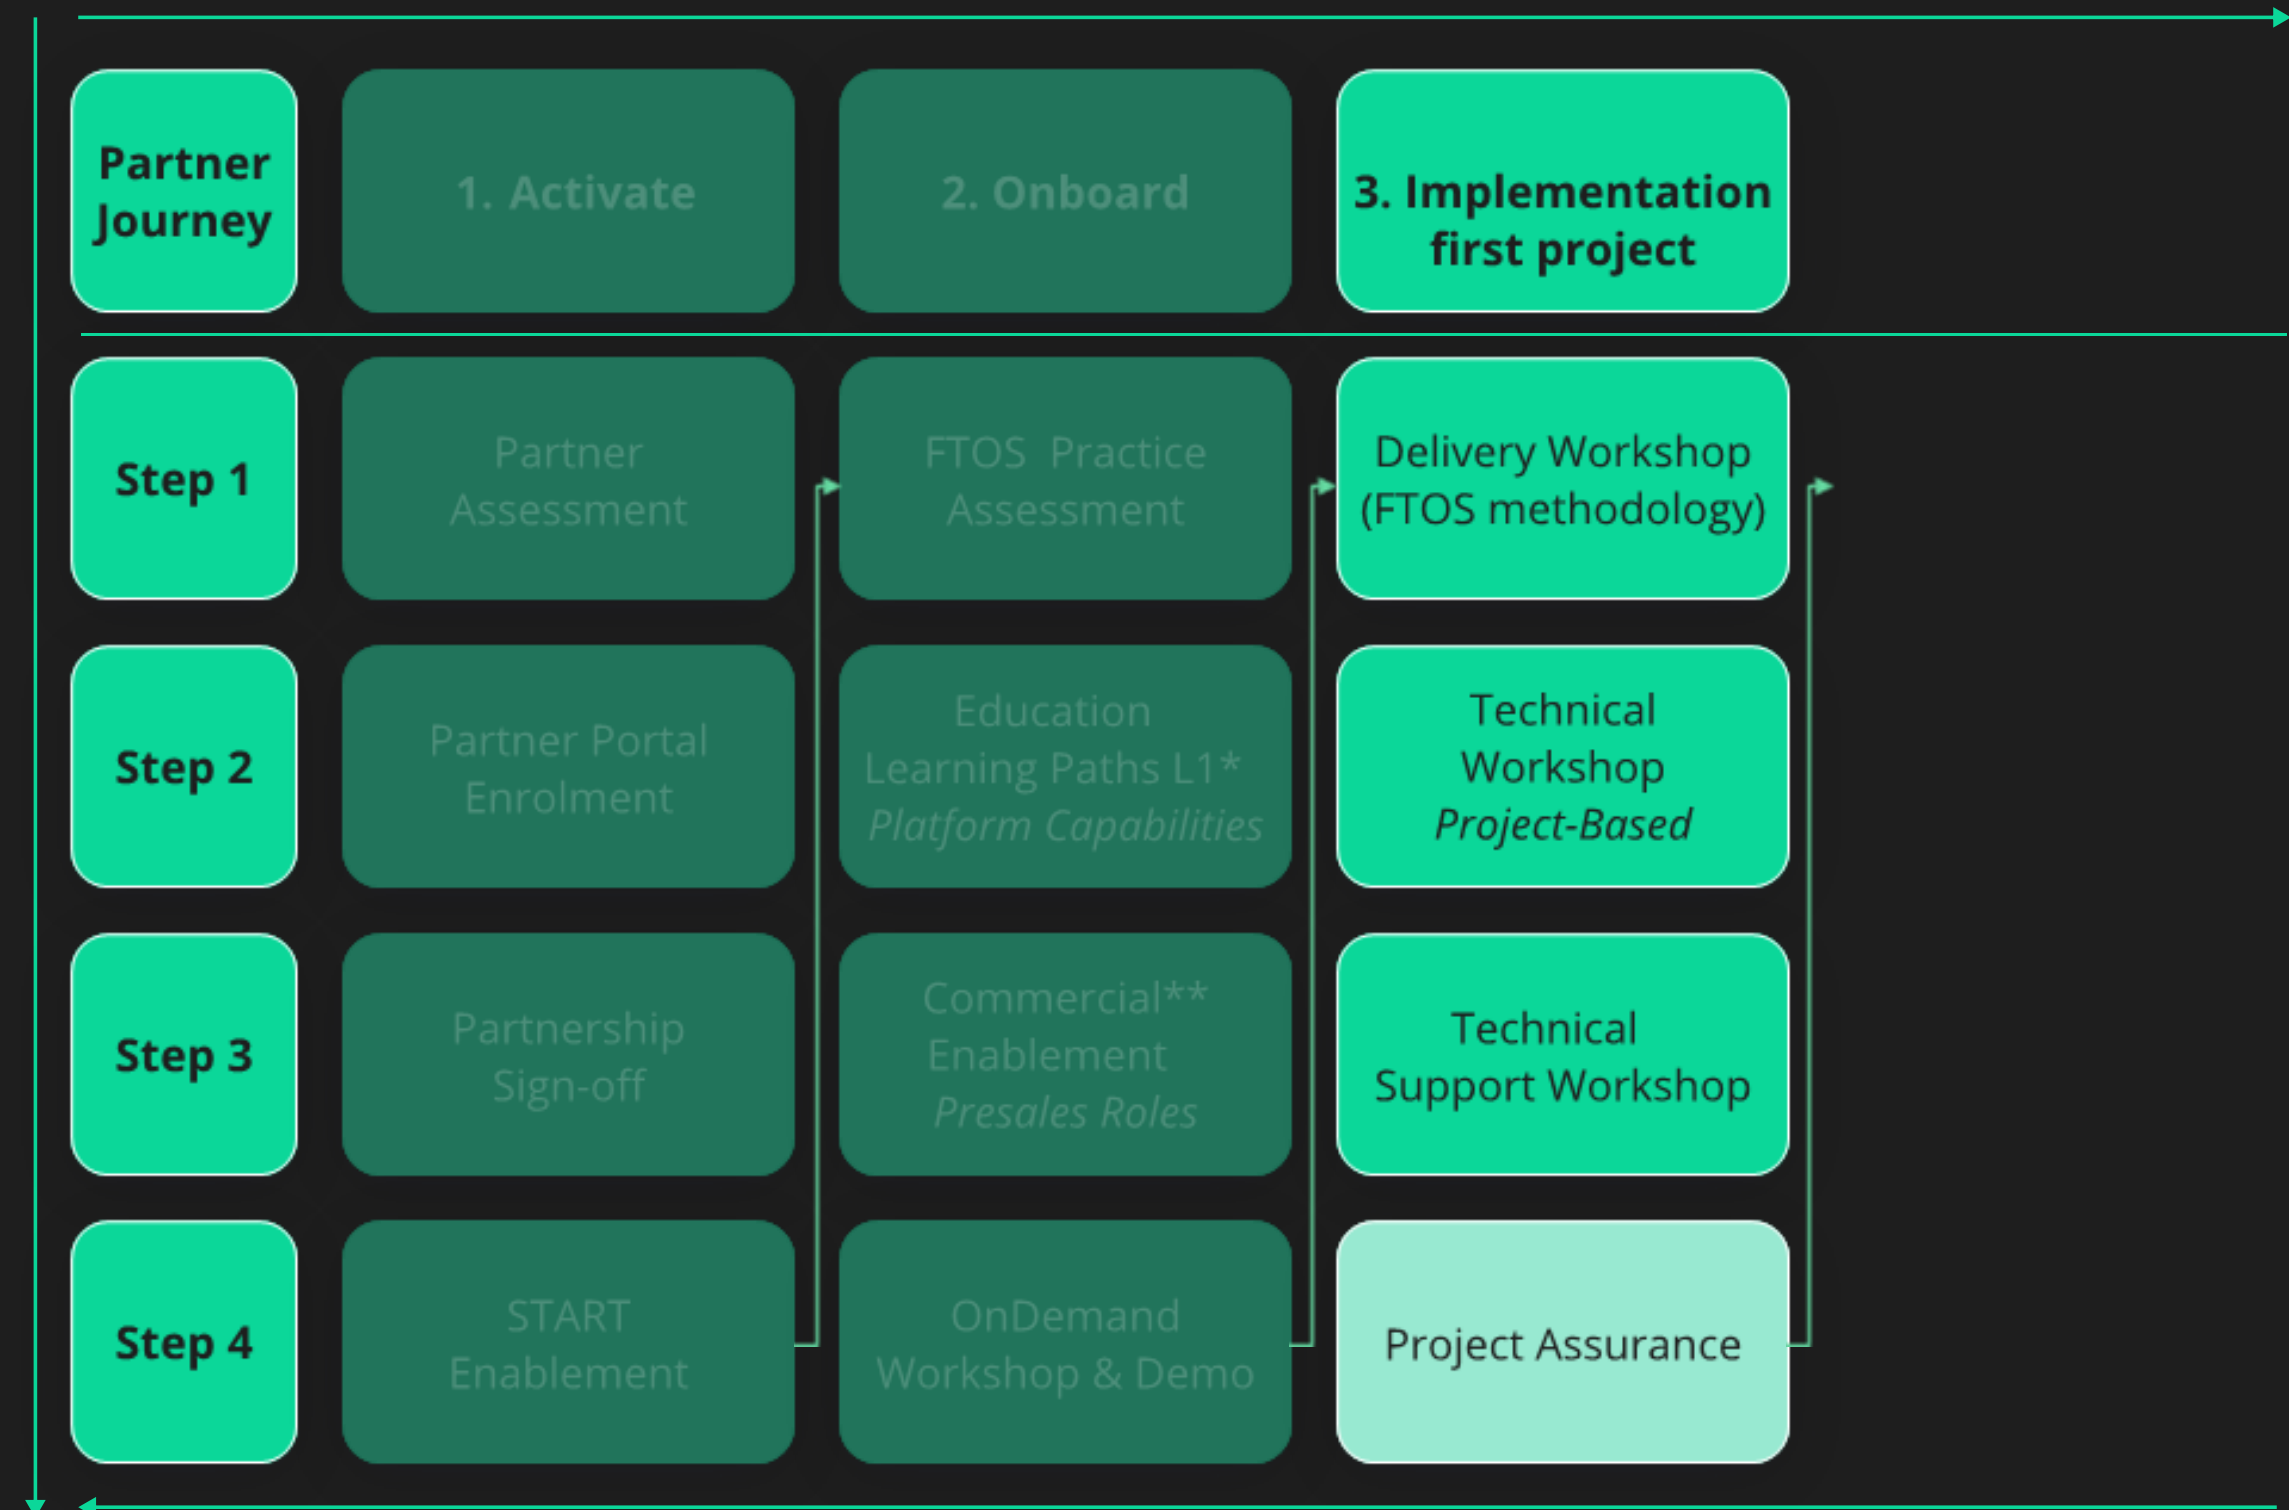 Partner
Journey
1. Activate
2. Onboard
3. Implementation
first project
Step 1
Partner
Assessment
FTOS  Practice
Assessment
Delivery Workshop
(FTOS methodology)
Step 2
Partner Portal
Enrolment
Education
Learning Paths L1*
Platform Capabilities
Technical
Workshop
Project-Based
Step 3
Partnership
Sign-off
Commercial**
Enablement
Presales Roles
Technical
Support Workshop
Step 4
START
Enablement
OnDemand
Workshop & Demo
Project Assurance